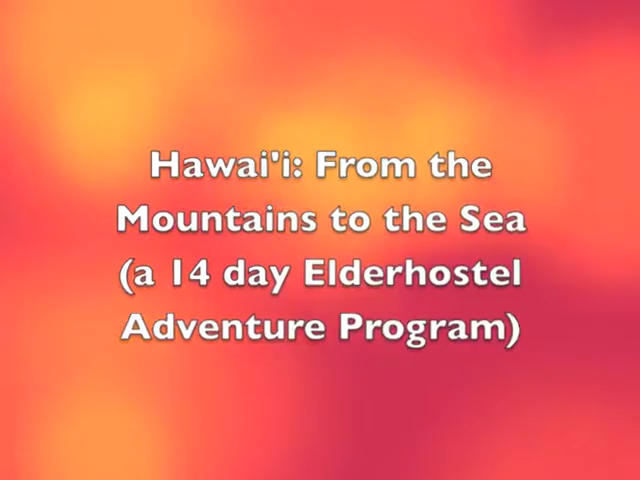 Hawai'i: From the
Mountains to the Sea
(a 14 day Elderhostel
Adventure Program)